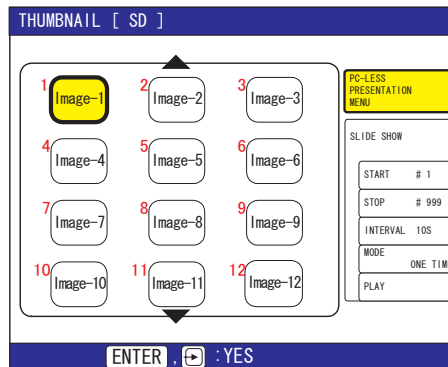 THUMBNAIL [ SD ]
1 2 3
Image-1 Image-2 Image-3
4 5 6
Image-4 Image-5 Image-6
7 8 9
Image-7 Image-8 Image-9
10 11 12
Image-10 Image-11 Image-12
PC-LESS
PRESENTATION
MENU
SLIDE SHOW
START # 1
STOP # 999
INTERVAL 10S
MODE
ONE TIM
PLAY
ENTER , :YES